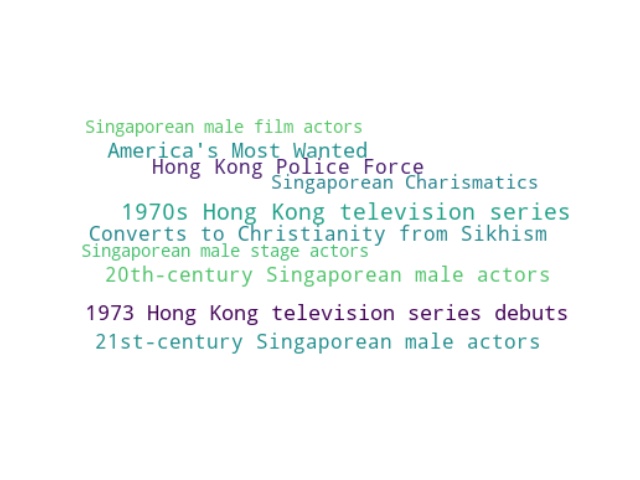 Singaporean male film actors
America's Most Wanted
Hong Kong Police Force
Singaporean Charismatics
1970s Hong Kong television series
Converts to Christianity from Sikhism
Singaporean male stage actors
20th-century Singaporean male actors
1973 Hong Kong television series debuts
21st-century Singaporean male actors